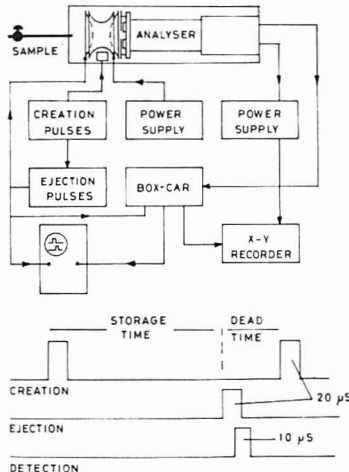 SAMPLE
ANALYSER
CREATION
PULSES
POWER
SUPPLY
POWER
SUPPLY
EJECTION
PULSES
BOX-CAR
X-Y
RECORDER
STORAGE
TIME
DEAD
TIME
CREATION
20 µS
EJECTION
10 µS
DETECTION